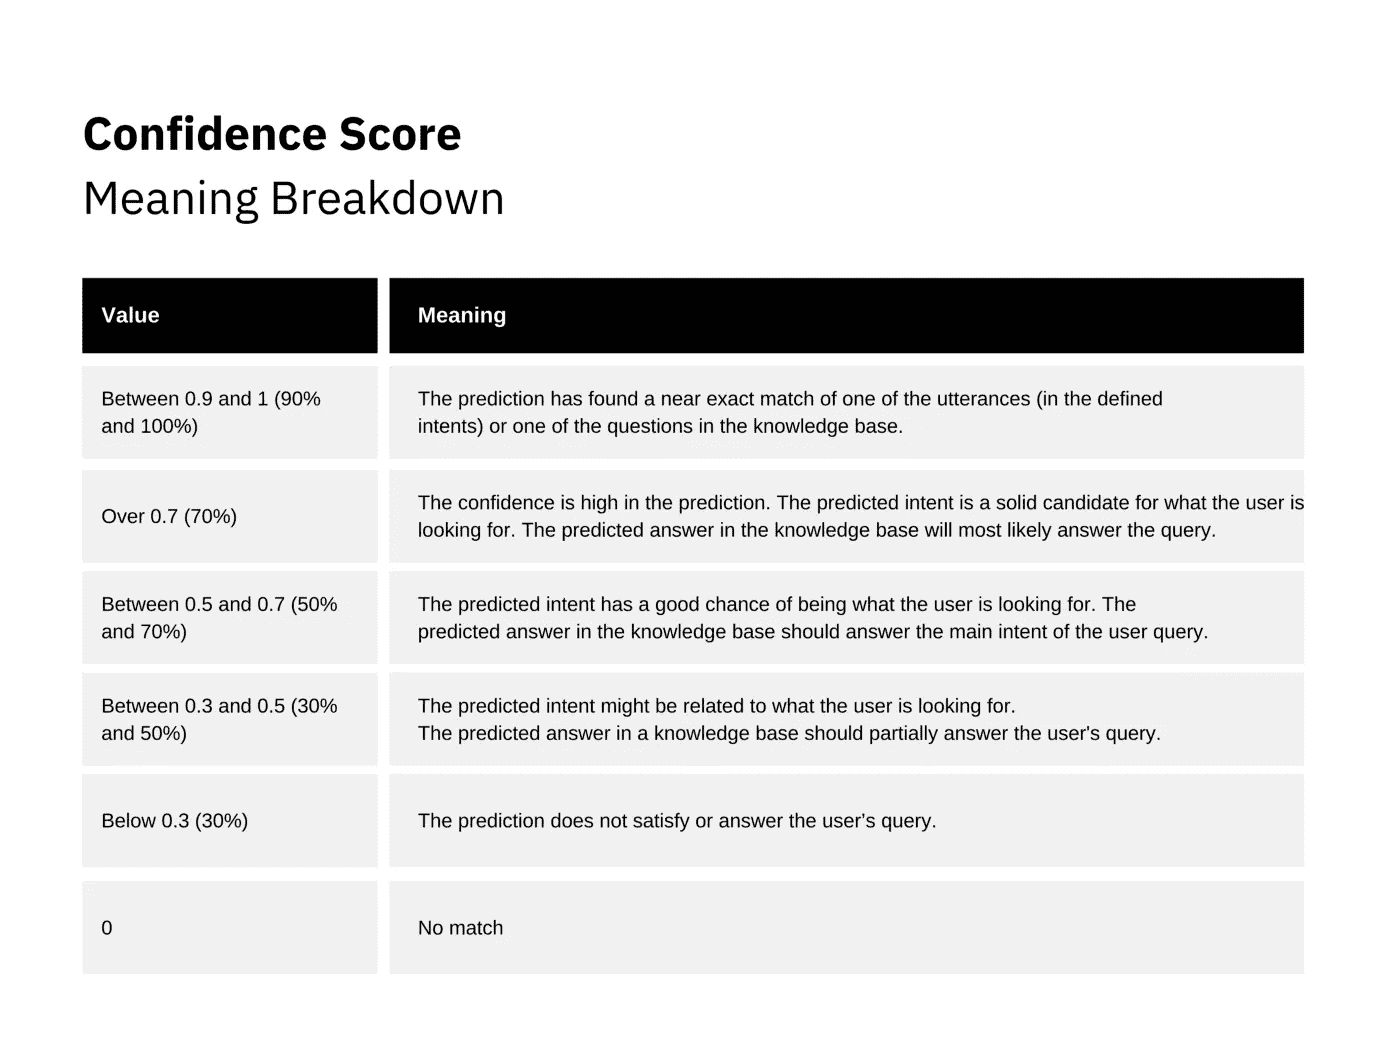 Confidence Score
Meaning Breakdown
Value
Meaning
Between 0.9 and 1 (90%
and 100%)
The prediction has found a near exact match of one of the utterances (in the defined
intents) or one of the questions in the knowledge base.
Over 0.7 (70%)
The confidence is high in the prediction. The predicted intent is a solid candidate for what the user is
looking for. The predicted answer in the knowledge base will most likely answer the query.
Between 0.5 and 0.7 (50%
and 70%)
The predicted intent has a good chance of being what the user is looking for. The
predicted answer in the knowledge base should answer the main intent of the user query.
Between 0.3 and 0.5 (30%
and 50%)
The predicted intent might be related to what the user is looking for.
The predicted answer in a knowledge base should partially answer the user's query.
Below 0.3 (30%)
The prediction does not satisfy or answer the user’s query.
0
No match